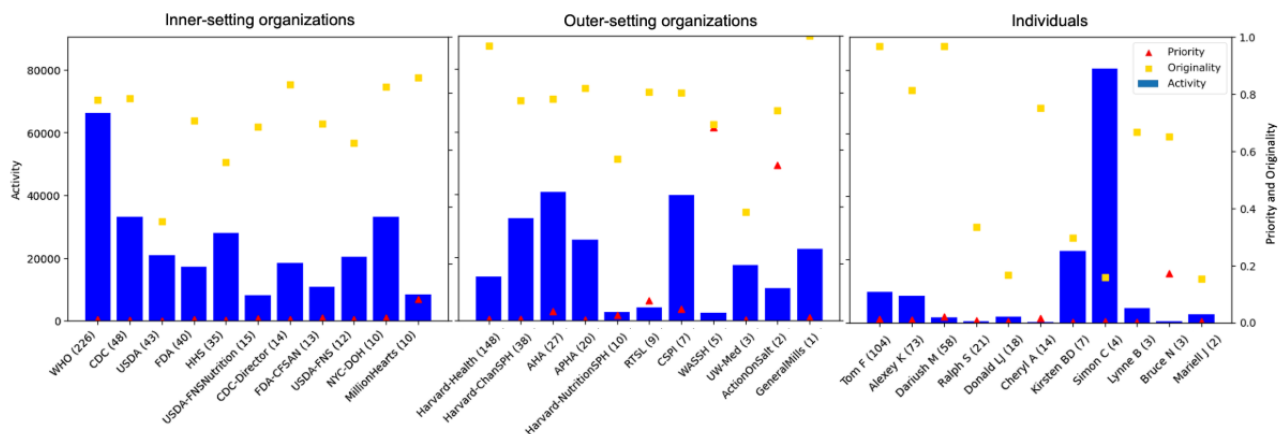 Inner-setting organizations
Outer-setting organizations
Individuals
Activity
80000
60000
40000
20000
0
WHO (226)
CDC (48)
USDA (43)
FDA (40)
HHS (35)
USDA-FNSNutrition (15)
CDC-Director (14)
FDA-CFSAN (13)
USDA-FNS (12)
NYC-DOH (10)
MillionHearts (10)
Harvard-Health (148)
Harvard-ChanSPH (38)
AHA (27)
APHA (20)
Harvard-NutritionSPH (10)
RTSL (9)
CSPI (7)
WASSH (5)
UW-Med (3)
ActionOnSalt (2)
GeneralMills (1)
Priority
Originality
Activity
Tom F (104)
Alexey K (73)
Dariush M (58)
Ralph S (21)
Donald LJ (18)
Cheryl A (14)
Kirsten BD (7)
Simon C (4)
Lynne B (3)
Bruce N (3)
Mariell J (2)
1.0
0.8
0.6
0.4
0.2
0.0
Priority and Originality